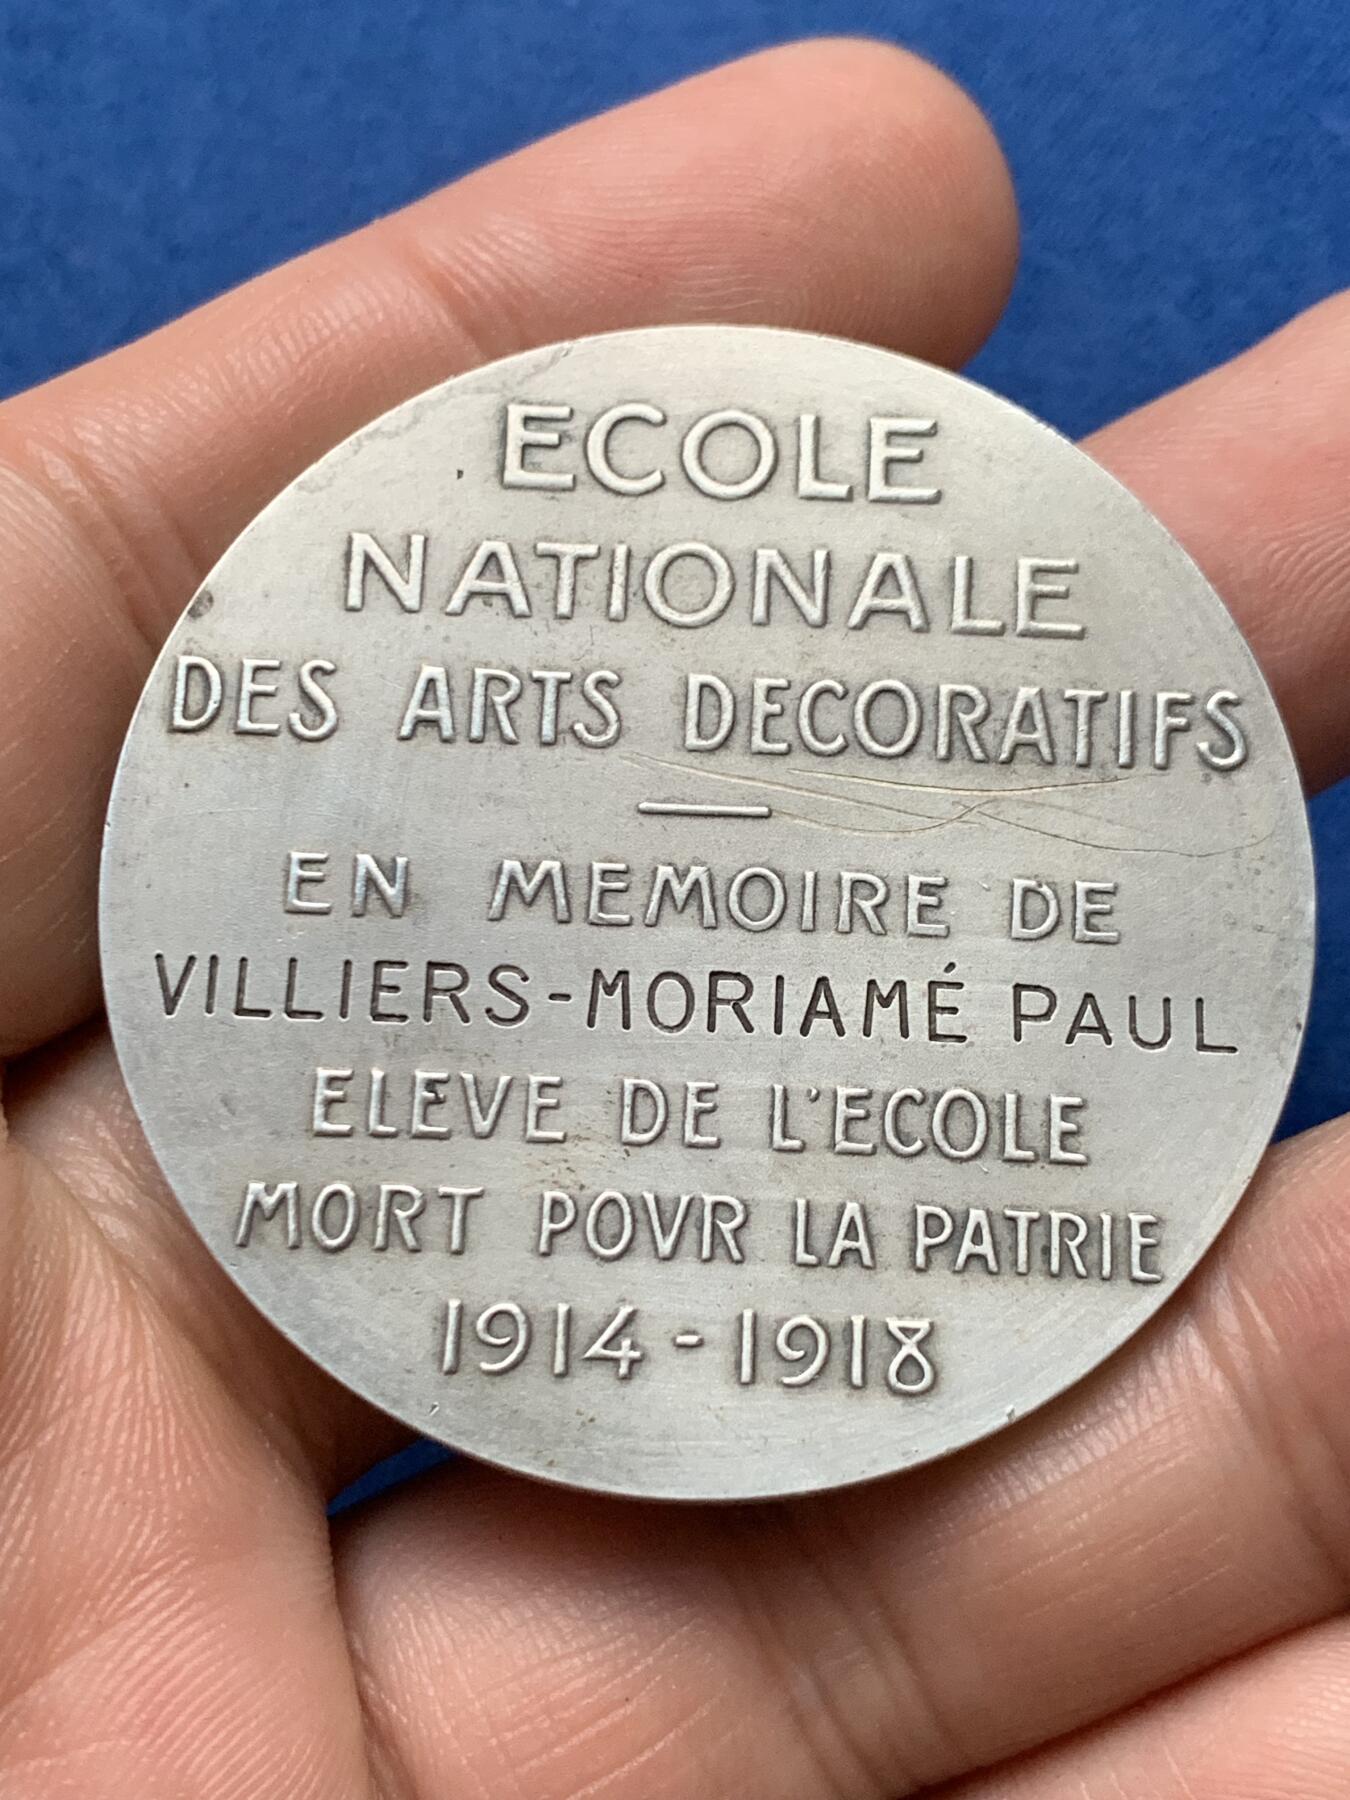 ECOLE
NATIONALE
DES ARTS DECORATIFS
EN MEMOIRE DE
VILLIERS-MORIAMÉ PAUL
ELEVE DE L'ECOLE
MORT POVR LA PATRIE
1914-1918